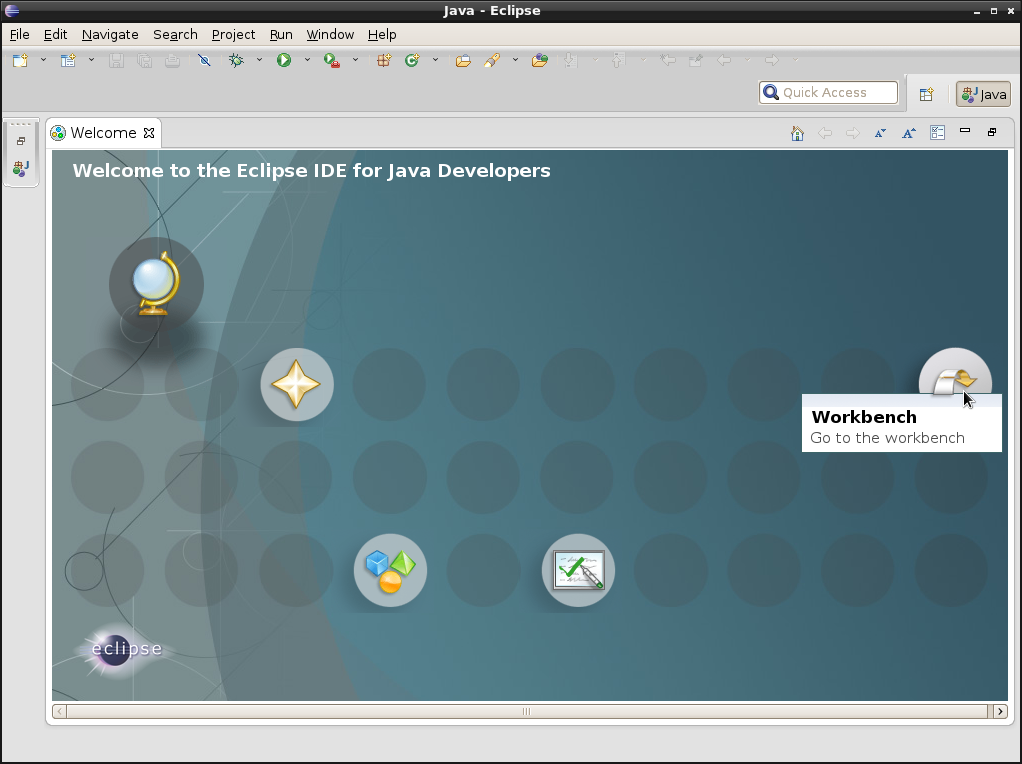 Java - Eclipse
File Edit Navigate Search Project Run Window Help
Quick Access
Java
Welcome
Welcome to the Eclipse IDE for Java Developers
Workbench
Go to the workbench
eclipse